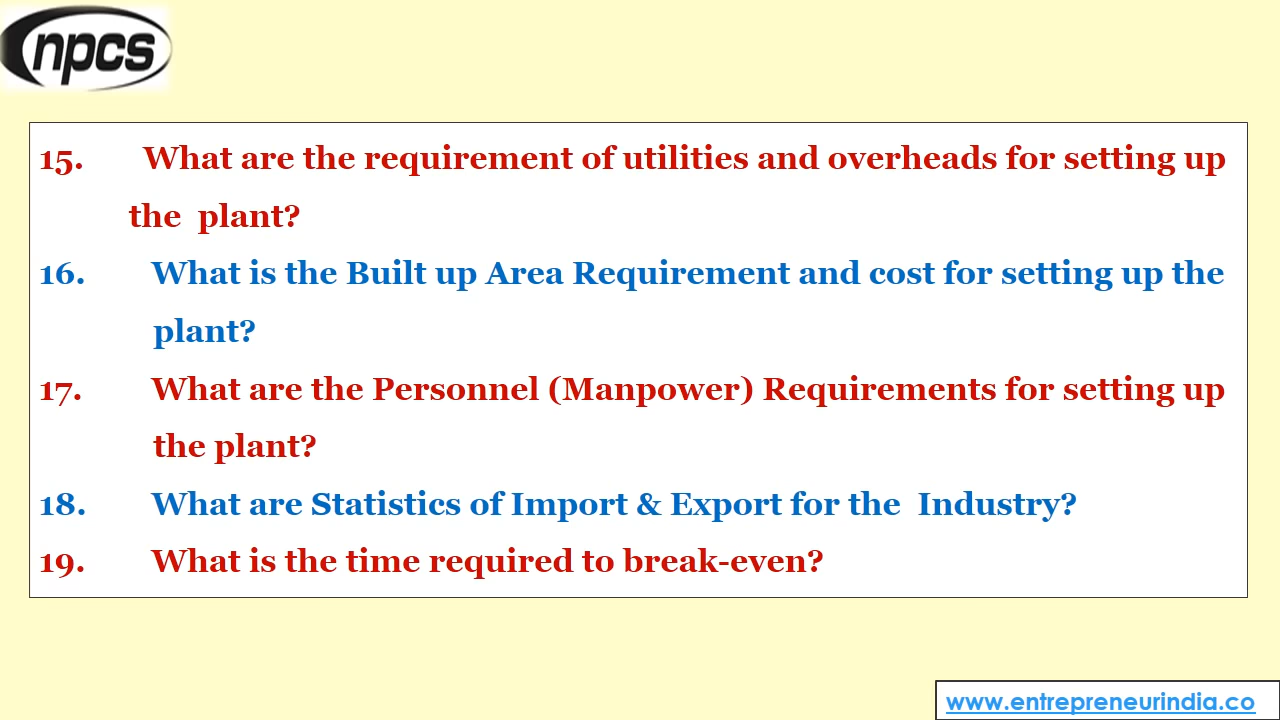 npcs
15. What are the requirement of utilities and overheads for setting up
the plant?
16. What is the Built up Area Requirement and cost for setting up the
plant?
17. What are the Personnel (Manpower) Requirements for setting up
the plant?
18. What are Statistics of Import & Export for the Industry?
19. What is the time required to break-even?
www.entrepreneurindia.co